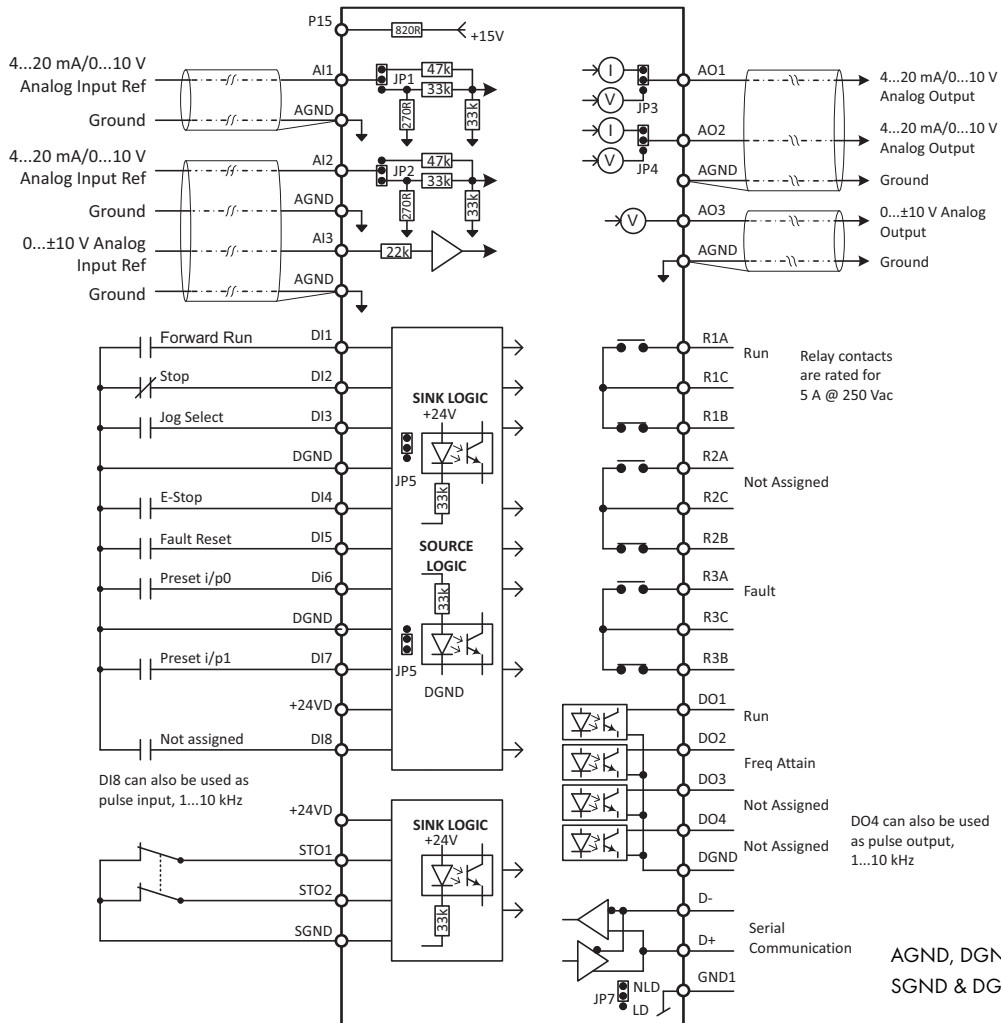 P15
820R
+15V
4...20 mA/0...10 V
Analog Input Ref
AI1
JP1
47k
33k
270R
33k
Ground
AGND
4...20 mA/0...10 V
Analog Input Ref
AI2
JP2
47k
33k
270R
33k
Ground
AGND
0...±10 V Analog
Input Ref
AI3
22k
Ground
AGND
I
AO1
4...20 mA/0...10 V
Analog Output
V
JP3
I
AO2
4...20 mA/0...10 V
Analog Output
V
JP4
AGND
Ground
V
AO3
0...±10 V Analog
Output
AGND
Ground
Forward Run
DI1
Stop
DI2
Jog Select
DI3
DGND
E-Stop
DI4
Fault Reset
DI5
Preset i/p0
Di6
DGND
Preset i/p1
DI7
+24VD
Not assigned
DI8
DI8 can also be used as
pulse input, 1...10 kHz
SINK LOGIC
+24V
JP5
33k
SOURCE
LOGIC
33k
JP5
DGND
+24VD
STO1
STO2
SGND
SINK LOGIC
+24V
33k
R1A
Run
R1C
R1B
Relay contacts
are rated for
5 A @ 250 Vac
R2A
Not Assigned
R2C
R2B
R3A
Fault
R3C
R3B
DO1
Run
DO2
Freq Attain
DO3
Not Assigned
DO4
Not Assigned
DGND
DO4 can also be used
as pulse output,
1...10 kHz
D-
D+
Serial
Communication
GND1
JP7
NLD
LD
AGND, DGN
SGND & DG